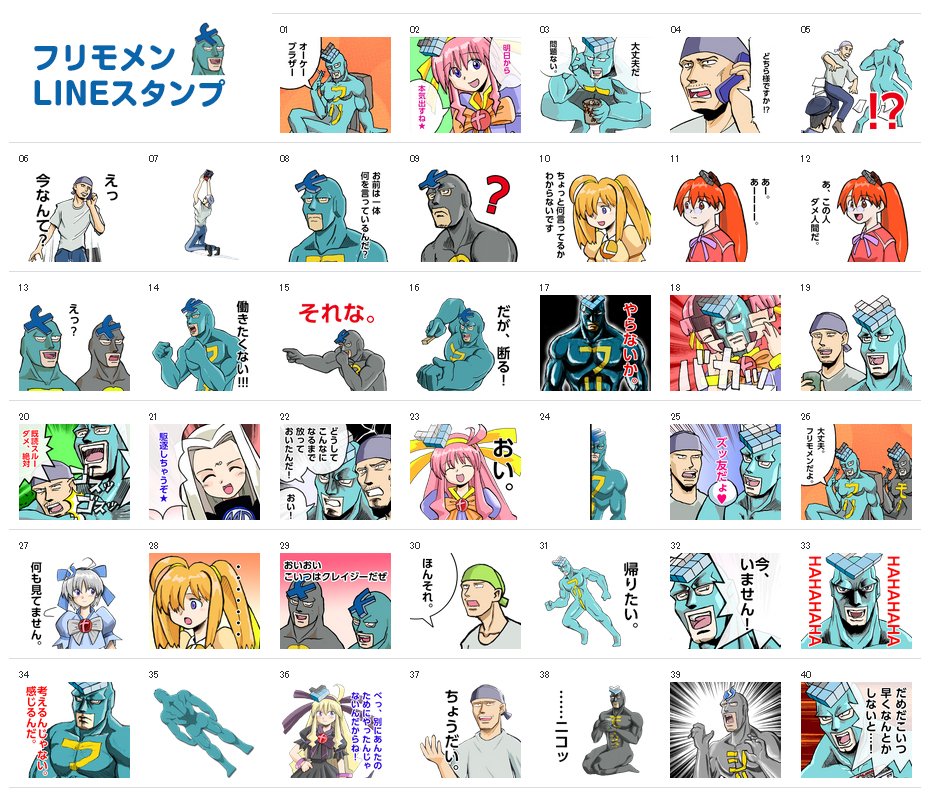 フリモメン
LINEスタンプ
01
オーケー
ブラザー
02
明日から
本気出すね★
03
大丈夫だ
問題ない。
04
どちら様ですか!?
05
!?
06
えっ
今なんて?
07
08
お前は一体
何を言っているんだ?
09
?
10
ちょっと何言ってるか
わからないです
11
あー。
あーーー。
12
あ、この人
ダメ人間だ。
13
えっ?
14
働きたくない!!!
15
それな。
16
だが、断る!
17
やらないか。
フリ
18
19
20
既読スルー
ダメ、絶対
21
駆逐しちゃうぞ★
22
どうして
こんなに
なるまで
放って
おいたんだ!
おい!
23
おい。
24
25
ズッ友だょ♥
26
大丈夫。
フリモメンだよ。
フリ
モ
27
何も見てません。
28
・・・・・・・
29
おいおい
こいつはクレイジーだぜ
30
ほんそれ。
31
帰りたい。
32
今、
いません!
33
HAHAHAHA
HAHAHAHA
34
考えるんじゃない。
感じるんだ。
35
36
べっ、別にあんたの
ためにやったんじゃ
ないんだからね!
37
ちょうだい。
38
……ニコッ
39
40
だめだこいつ
早くなんとか
しないと…!